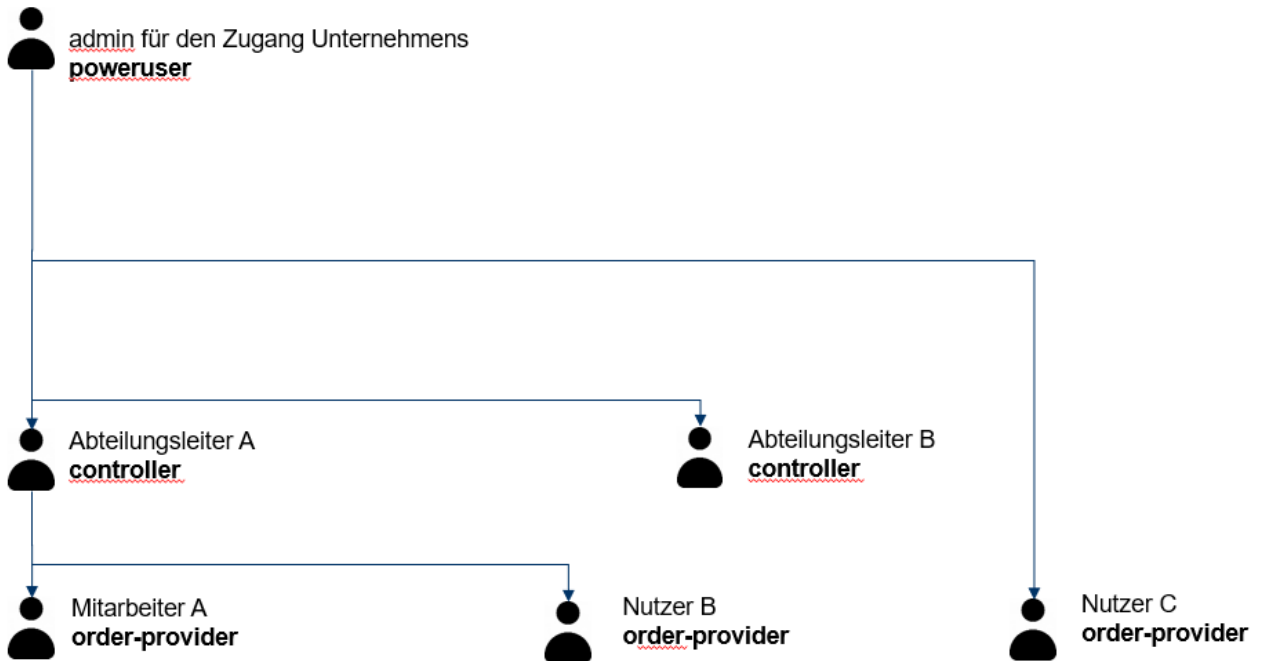 admin für den Zugang Unternehmens
poweruser
Abteilungsleiter A
controller
Abteilungsleiter B
controller
Mitarbeiter A
order-provider
Nutzer B
order-provider
Nutzer C
order-provider